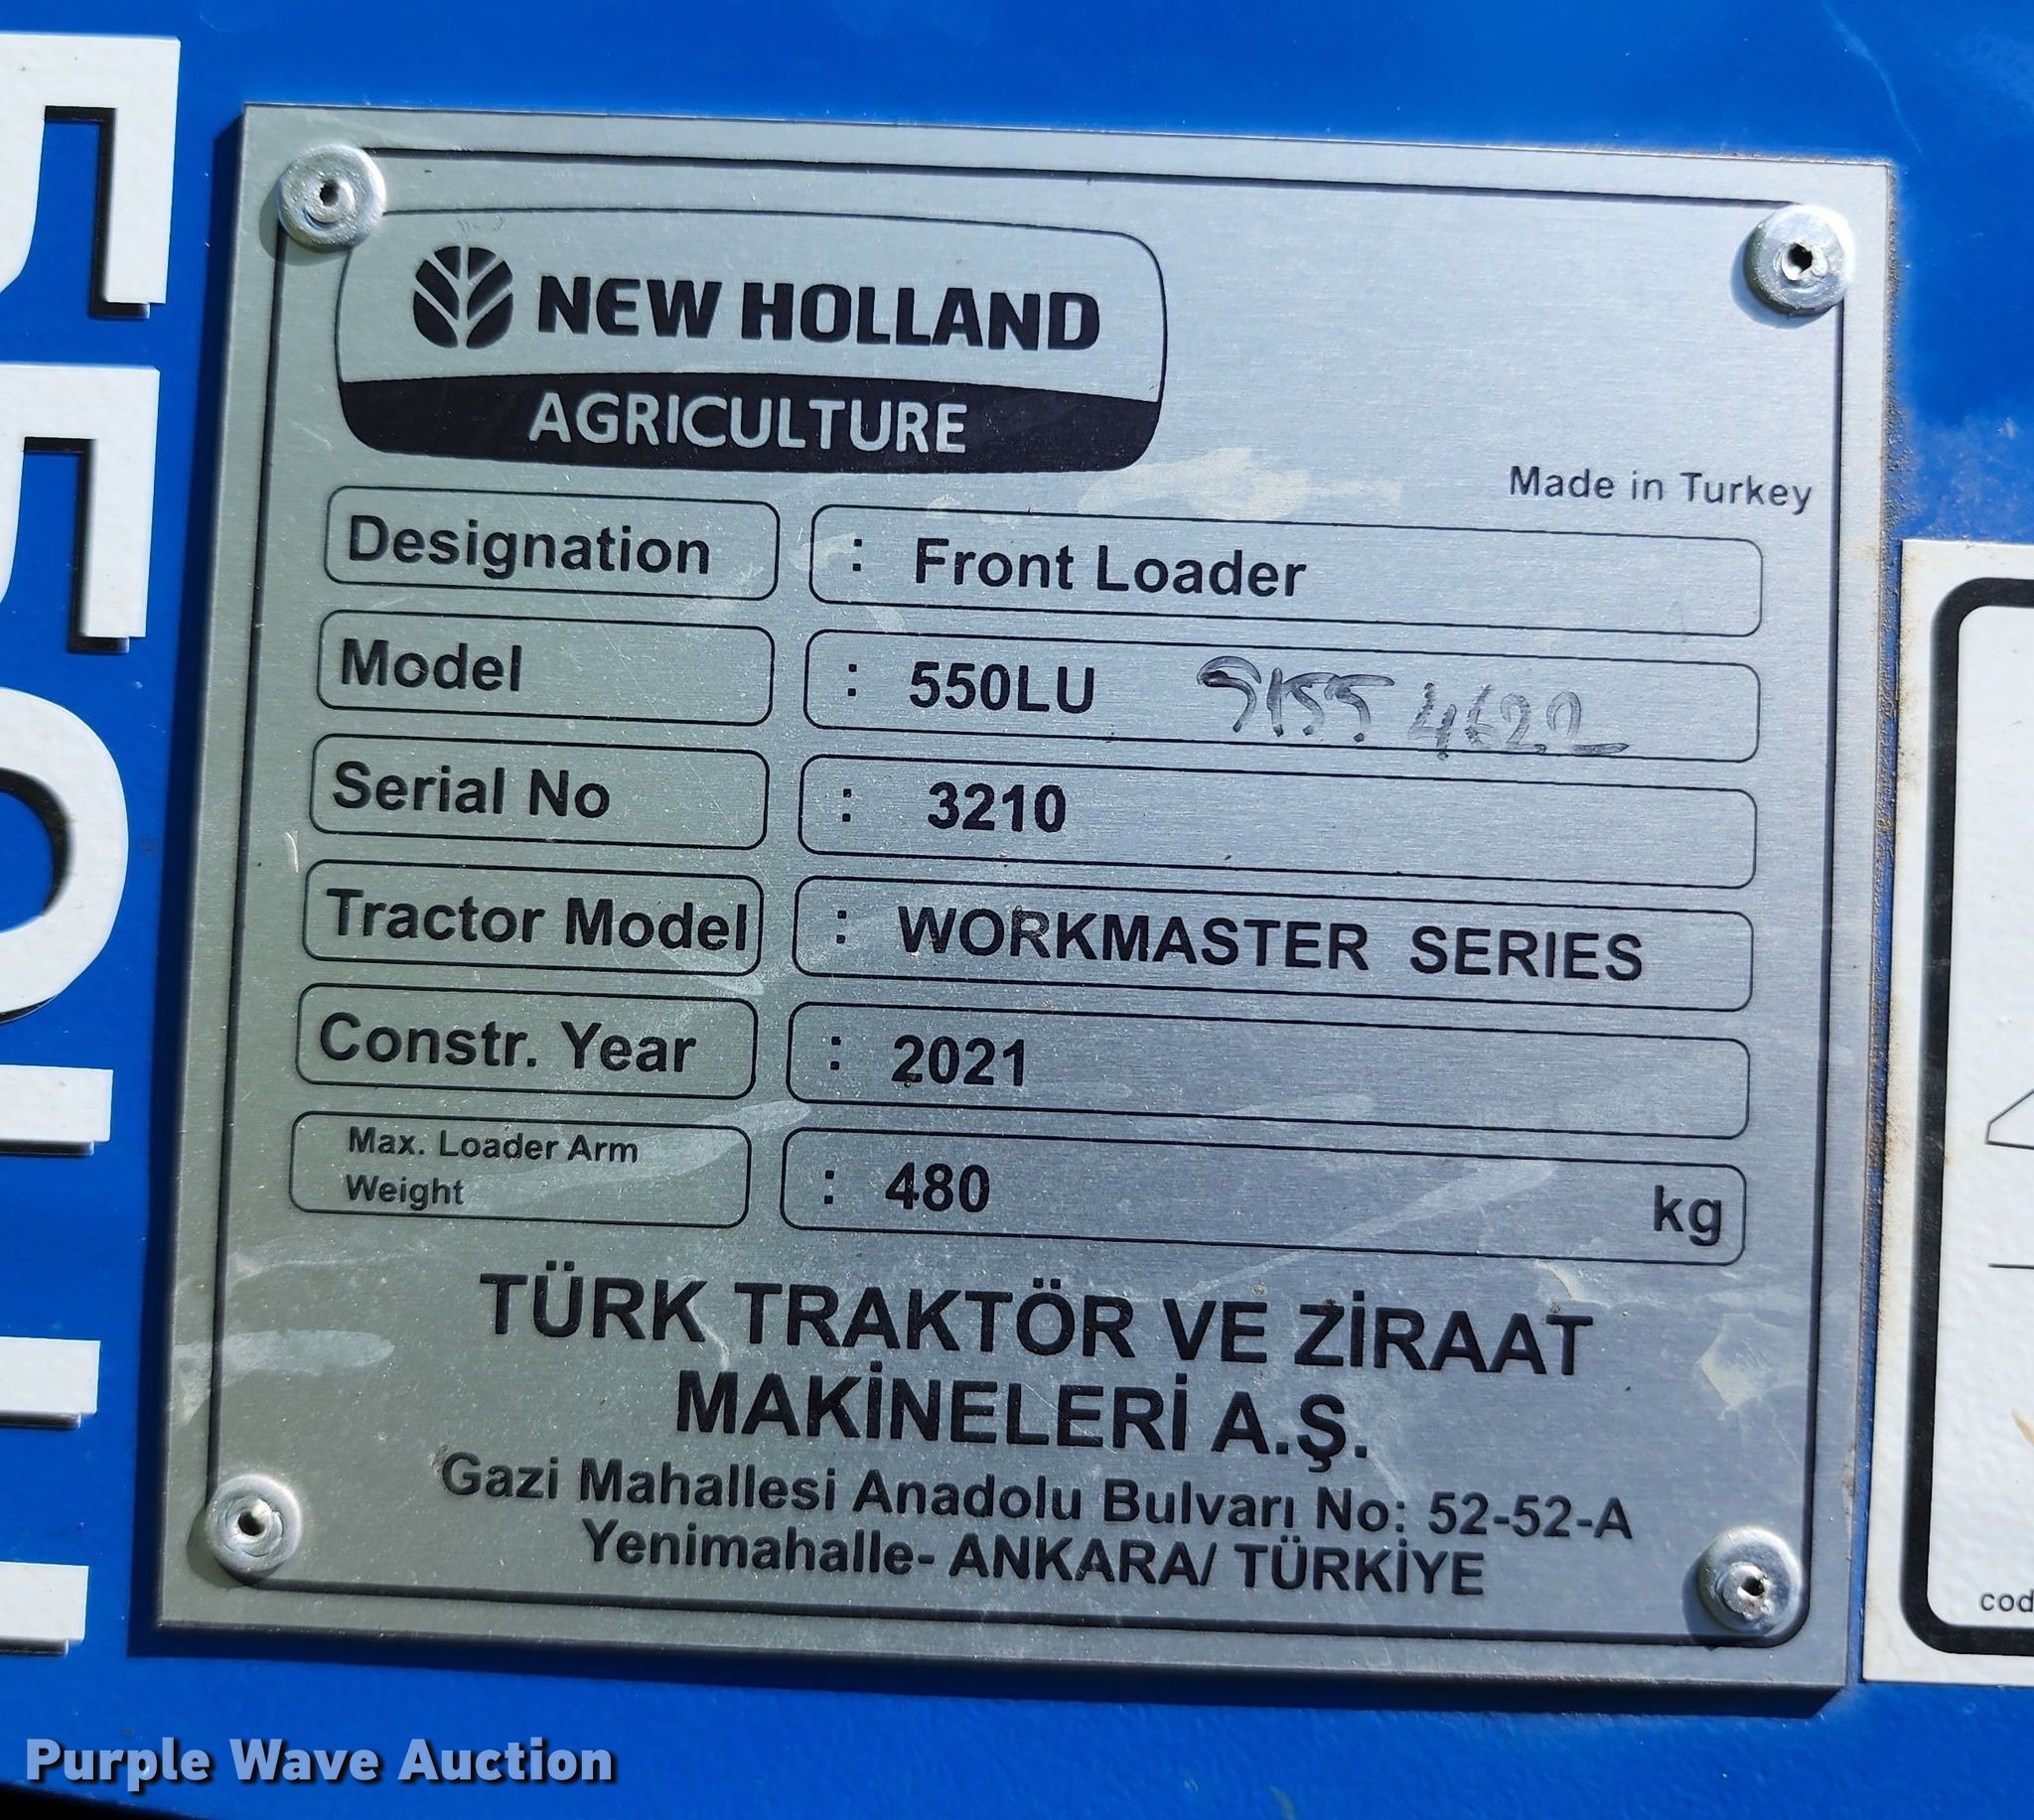 550LU
NEW HOLLAND
AGRICULTURE
Made in Turkey
Designation : Front Loader
Model : 550LU
Serial No : 3210
Tractor Model : WORKMASTER SERIES
Constr. Year : 2021
Max. Loader Arm
Weight : 480 kg
TÜRK TRAKTÖR VE ZİRAAT
MAKİNELERİ A.Ş.
Gazi Mahallesi Anadolu Bulvarı No: 52-52-A
Yenimahalle- ANKARA/ TÜRKİYE
Purple Wave Auction